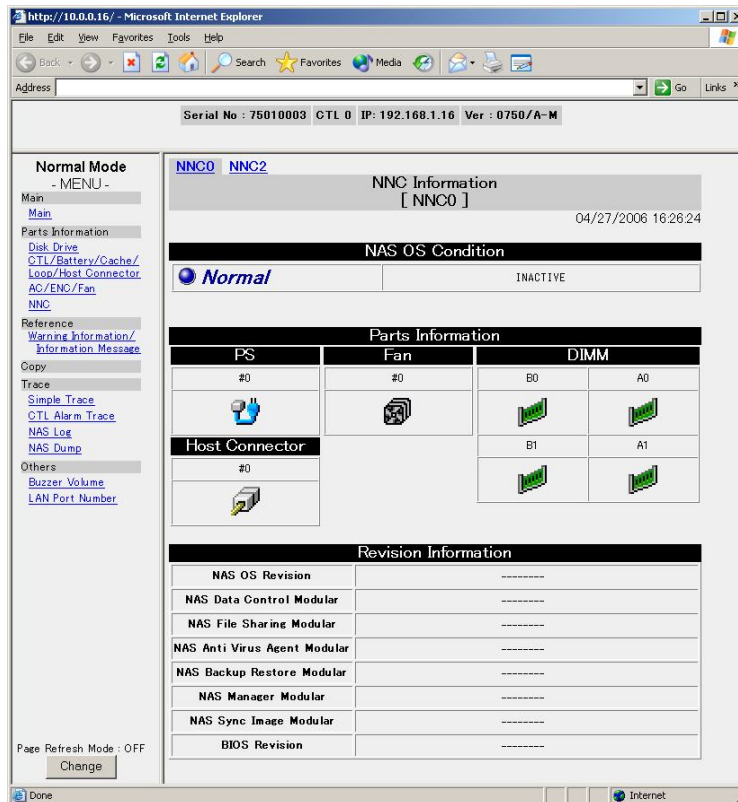 http://10.0.0.16/ - Microsoft Internet Explorer
File Edit View Favorites Tools Help
Back Search Favorites Media
Address Go Links »
Serial No : 75010003 CTL 0 IP: 192.168.1.16 Ver : 0750/A-M
Normal Mode
- MENU -
Main
Main
Parts Information
Disk Drive
CTL/Battery/Cache/
Loop/Host Connector
AC/ENC/Fan
NNC
Reference
Warning Information/
Information Message
Copy
Trace
Simple Trace
CTL Alarm Trace
NAS Log
NAS Dump
Others
Buzzer Volume
LAN Port Number
Page Refresh Mode : OFF
Change
NNC0 NNC2
NNC Information
[ NNC0 ]
04/27/2006 16:26:24
NAS OS Condition
Normal INACTIVE
Parts Information
PS Fan DIMM
#0 #0 B0 A0
Host Connector B1 A1
#0
Revision Information
NAS OS Revision --------
NAS Data Control Modular --------
NAS File Sharing Modular --------
NAS Anti Virus Agent Modular --------
NAS Backup Restore Modular --------
NAS Manager Modular --------
NAS Sync Image Modular --------
BIOS Revision --------
Done Internet